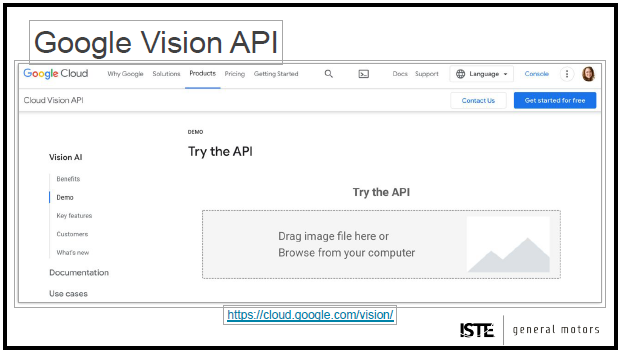 Google Vision API
Google Cloud Why Google Solutions Products Pricing Getting Started Docs Support Language Console
Cloud Vision API Contact Us Get started for free
DEMO
Try the API
Vision AI
Benefits
Demo
Key features
Customers
What's new
Documentation
Use cases
Try the API
Drag image file here or
Browse from your computer
https://cloud.google.com/vision/
ISTE general motors